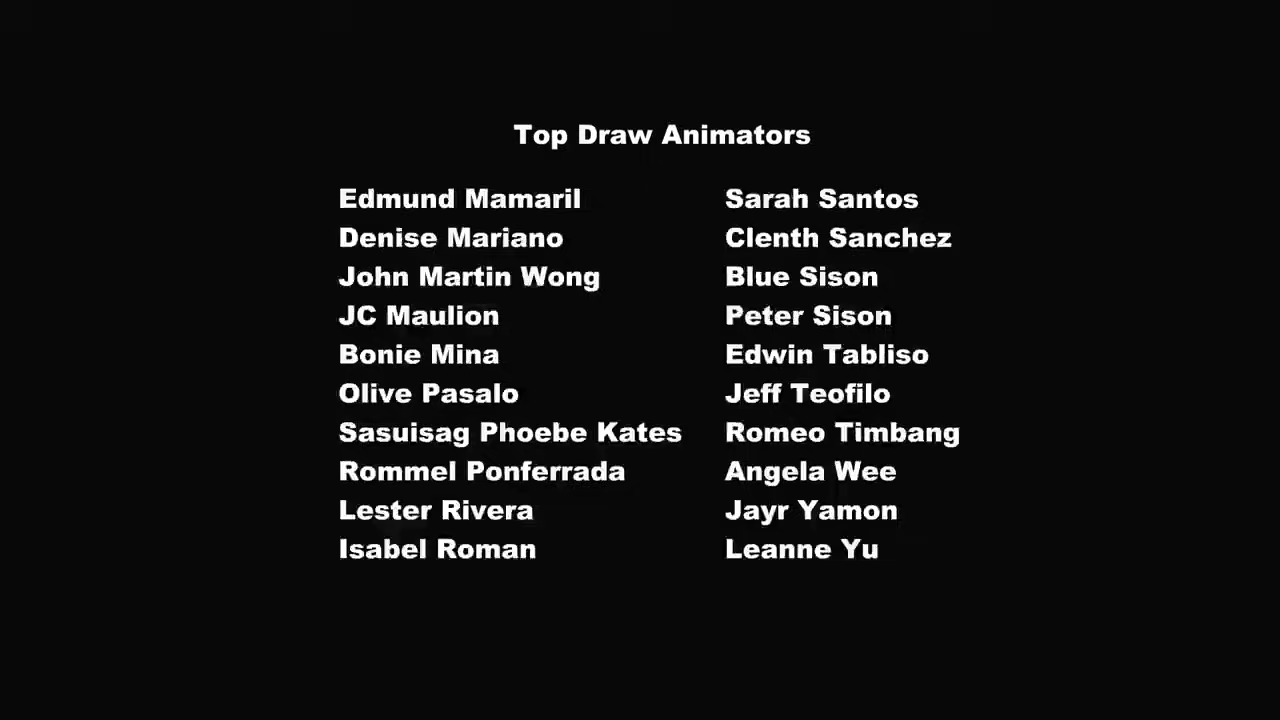 Top Draw Animators
Edmund Mamaril
Denise Mariano
John Martin Wong
JC Maulion
Bonie Mina
Olive Pasalo
Sasuisag Phoebe Kates
Rommel Ponferrada
Lester Rivera
Isabel Roman
Sarah Santos
Clenth Sanchez
Blue Sison
Peter Sison
Edwin Tabliso
Jeff Teofilo
Romeo Timbang
Angela Wee
Jayr Yamon
Leanne Yu